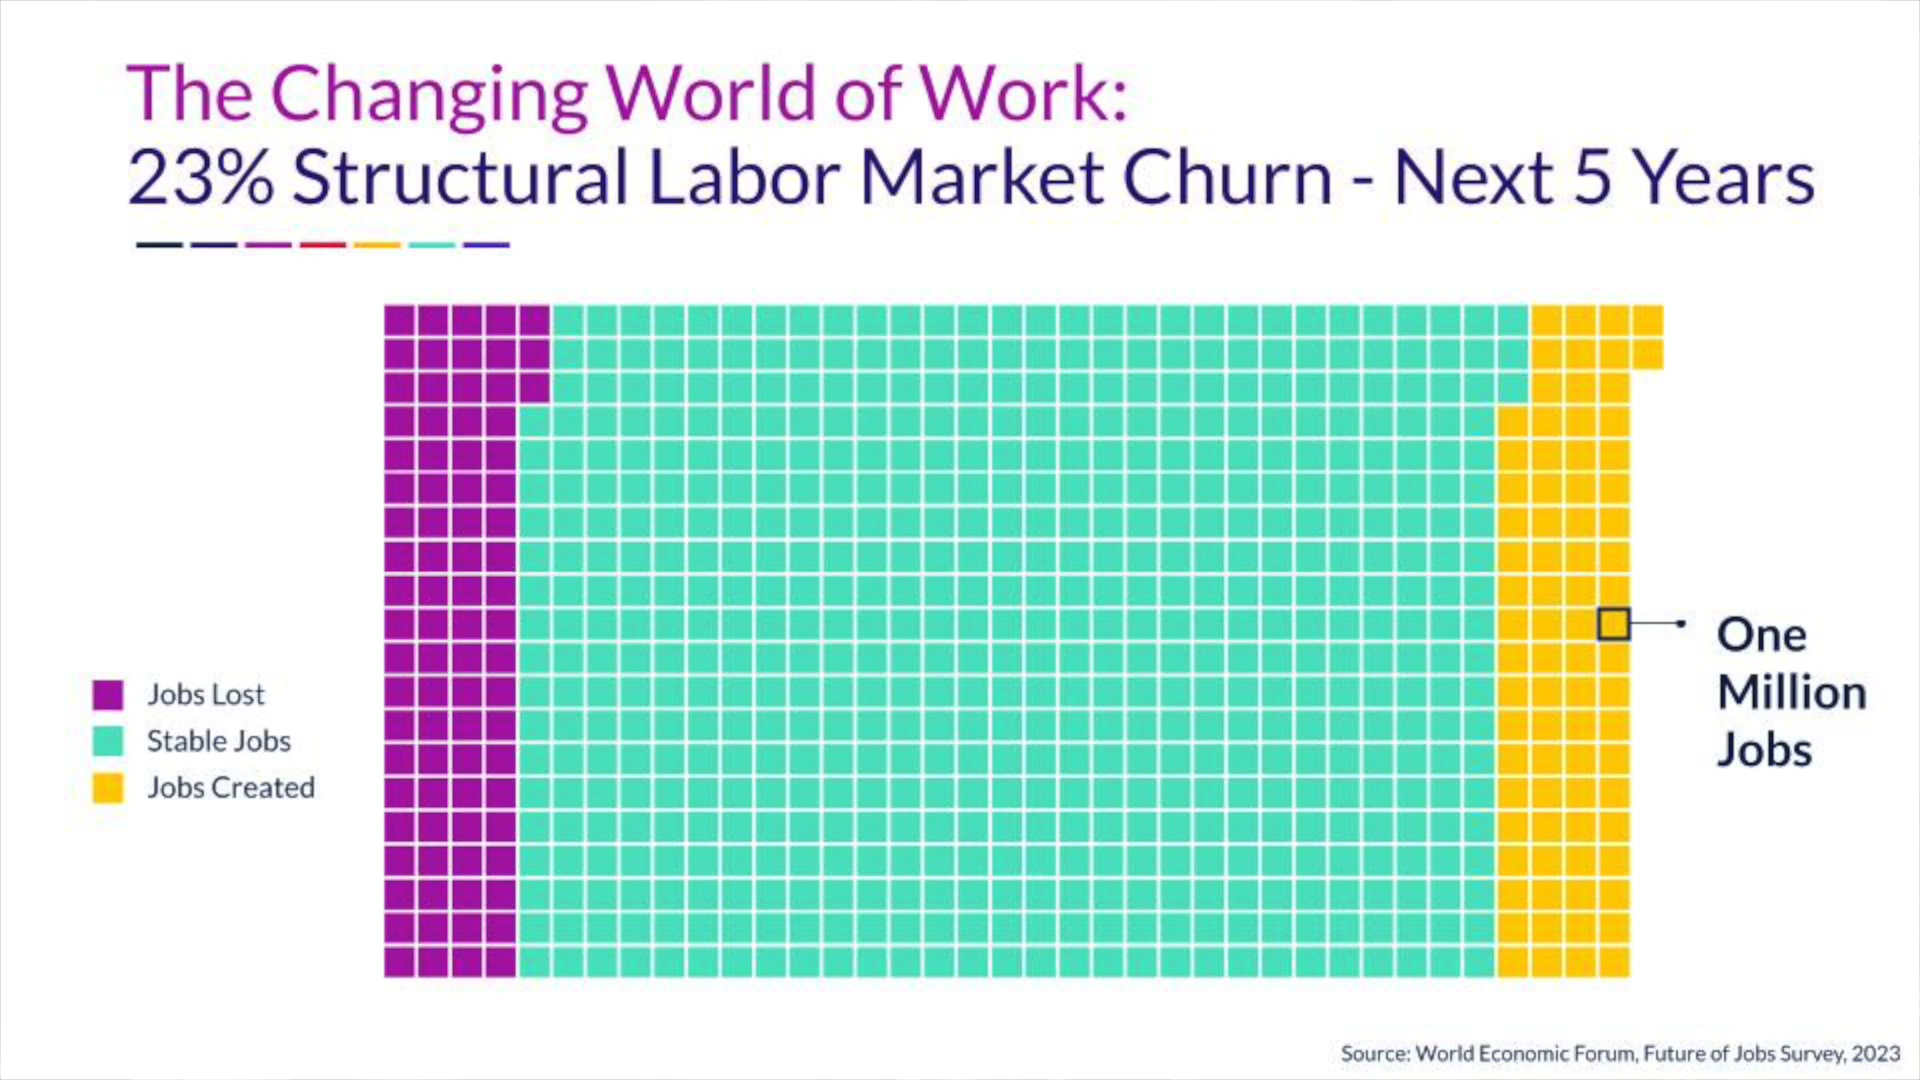 The Changing World of Work:
23% Structural Labor Market Churn - Next 5 Years
Jobs Lost
Stable Jobs
Jobs Created
One
Million
Jobs
Source: World Economic Forum, Future of Jobs Survey, 2023